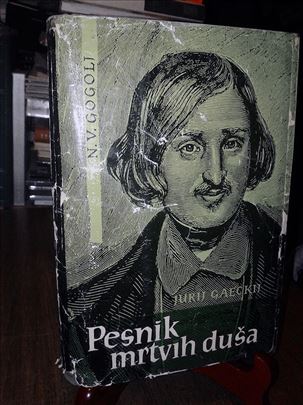 N. V. GOGOLJ
JURIJ GAECKIJ
Pesnik
mrtvih duša